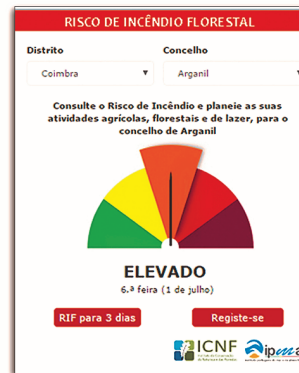 RISCO DE INCÊNDIO FLORESTAL
Distrito Concelho
Coimbra Arganil
Consulte o Risco de Incêndio e planeie as suas
atividades agrícolas, florestais e de lazer, para o
concelho de Arganil
ELEVADO
6.ª feira (1 de julho)
RIF para 3 dias Registe-se
ICNF ipma